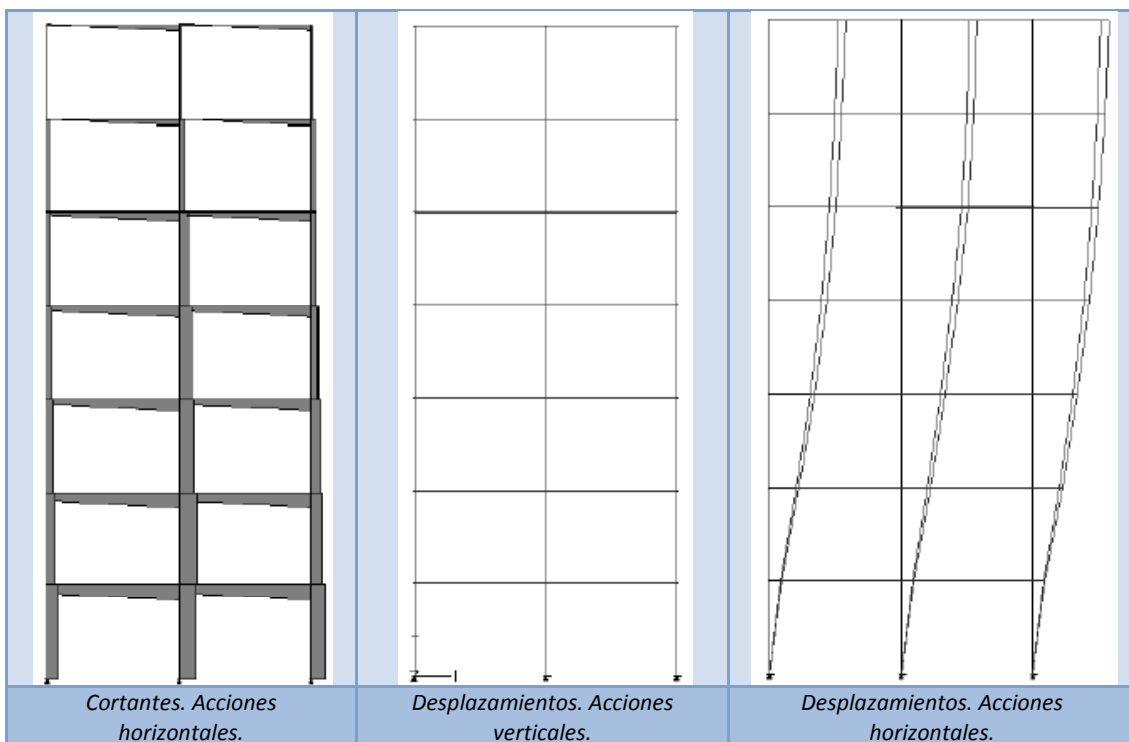 Cortantes. Acciones
horizontales.
Desplazamientos. Acciones
verticales.
Desplazamientos. Acciones
horizontales.